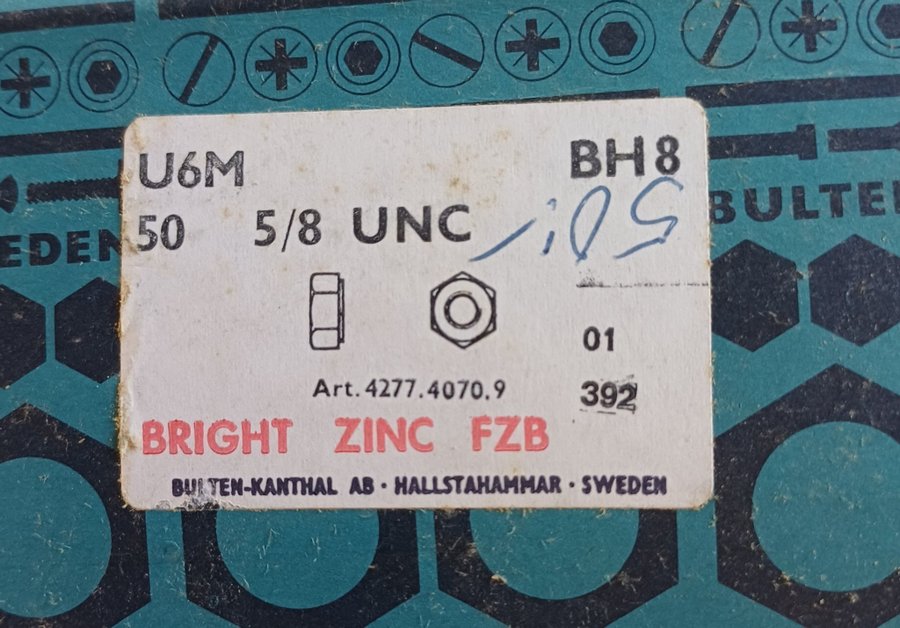 U6M BH8
50 5/8 UNC
01
Art. 4277.4070.9
392
BRIGHT ZINC FZB
BULTEN-KANTHAL AB · HALLSTAHAMMAR · SWEDEN
BULTE
EDEN